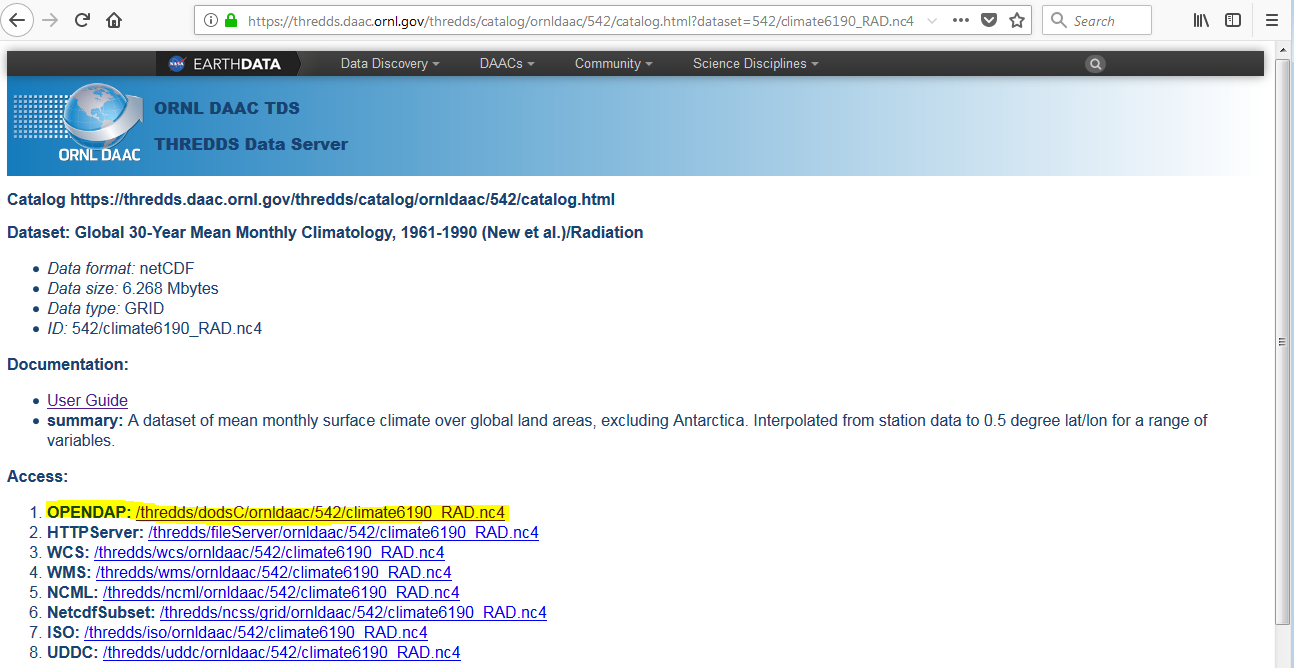 https://thredds.daac.ornl.gov/thredds/catalog/ornldaac/542/catalog.html?dataset=542/climate6190_RAD.nc4
Search
NASA EARTHDATA Data Discovery DAACs Community Science Disciplines
ORNL DAAC TDS
THREDDS Data Server
ORNL DAAC
Catalog https://thredds.daac.ornl.gov/thredds/catalog/ornldaac/542/catalog.html
Dataset: Global 30-Year Mean Monthly Climatology, 1961-1990 (New et al.)/Radiation
• Data format: netCDF
• Data size: 6.268 Mbytes
• Data type: GRID
• ID: 542/climate6190_RAD.nc4
Documentation:
• User Guide
• summary: A dataset of mean monthly surface climate over global land areas, excluding Antarctica. Interpolated from station data to 0.5 degree lat/lon for a range of
variables.
Access:
1. OPENDAP: /thredds/dodsC/ornldaac/542/climate6190_RAD.nc4
2. HTTPServer: /thredds/fileServer/ornldaac/542/climate6190_RAD.nc4
3. WCS: /thredds/wcs/ornldaac/542/climate6190_RAD.nc4
4. WMS: /thredds/wms/ornldaac/542/climate6190_RAD.nc4
5. NCML: /thredds/ncml/ornldaac/542/climate6190_RAD.nc4
6. NetcdfSubset: /thredds/ncss/grid/ornldaac/542/climate6190_RAD.nc4
7. ISO: /thredds/iso/ornldaac/542/climate6190_RAD.nc4
8. UDDC: /thredds/uddc/ornldaac/542/climate6190_RAD.nc4